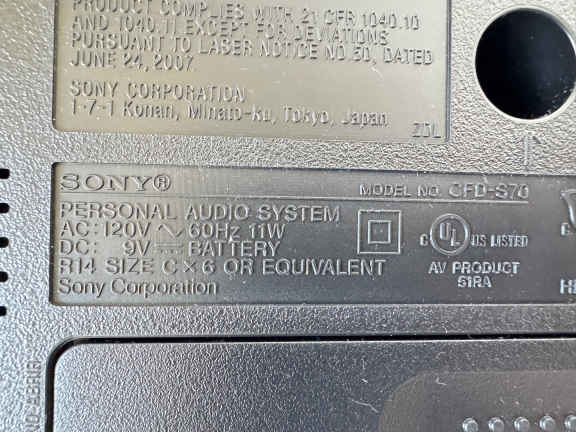 PRODUCT COMPLIES WITH 21 CFR 1040.10
AND 1040.11 EXCEPT FOR DEVIATIONS
PURSUANT TO LASER NOTICE NO.50, DATED
JUNE 24, 2007
SONY CORPORATION
1-7-1 Konan, Minato-ku, Tokyo, Japan
ZDL
SONY®
MODEL NO. CFD-S70
PERSONAL AUDIO SYSTEM
AC: 120V ∼ 60Hz 11W
DC: 9V ⎓ BATTERY
R14 SIZE C×6 OR EQUIVALENT
Sony Corporation
C UL US LISTED
AV PRODUCT
51RA